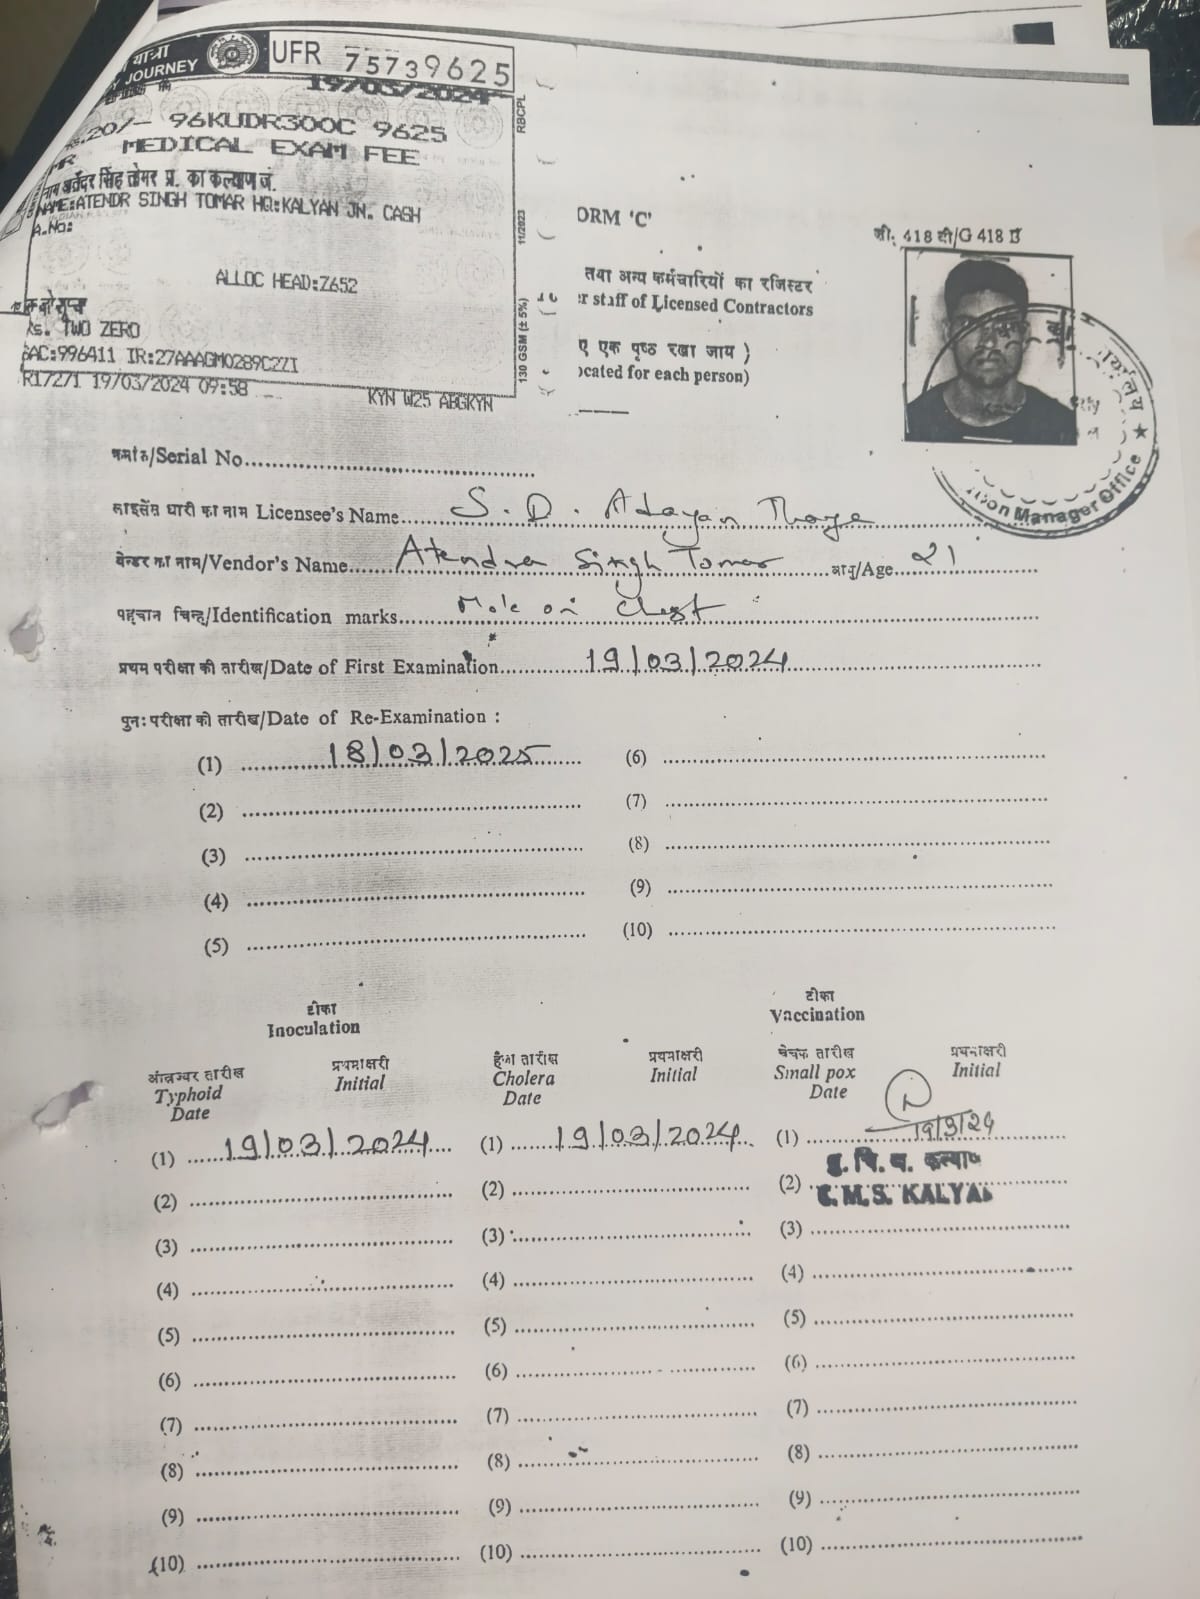 यात्रा
JOURNEY
UFR 75739625
19/03/2024
20/- 96KUDR300C 9625
MEDICAL EXAM FEE
नाम अतेंदर सिंह तोमर प्र. का कल्याण जं.
NAME:ATENDR SINGH TOMAR HQ:KALYAN JN. CASH
A.No:
ALLOC HEAD:Z652
Rs. TWO ZERO
SAC:996411 IR:27AAAGM0289C2ZI
R17271 19/03/2024 09:58
KYN W25 ABGKYN
RBCPL
11/2023
130 GSM (± 5%)
ORM 'C'
जी. 418 बी/G 418 B
तथा अन्य कर्मचारियों का रजिस्टर
r staff of Licensed Contractors
ए एक पृष्ठ रखा जाय )
ocated for each person)
Manager Office
क्रमांक/Serial No.
लाइसेंस धारी का नाम Licensee's Name S. D.
वेन्डर का नाम/Vendor's Name Atendra Singh Tomar आयु/Age 21
पहचान चिन्ह/Identification marks Mole on Chest
प्रथम परीक्षा की तारीख/Date of First Examination 19/03/2024
पुनः परीक्षा की तारीख/Date of Re-Examination :
(1) 18/03/2025 (6)
(2) (7)
(3) (8)
(4) (9)
(5) (10)
टीका टीका
Inoculation Vaccination
आंत्रज्वर तारीख प्रथमाक्षरी हैजा तारीख प्रथमाक्षरी चेचक तारीख प्रथमाक्षरी
Typhoid Initial Cholera Initial Small pox Initial
Date Date Date
(1) 19/03/2024 (1) 19/03/2024 (1) 19/3/24
मु. चि. अ. कल्याण
(2) (2) (2) C.M.S. KALYAN
(3) (3) (3)
(4) (4) (4)
(5) (5) (5)
(6) (6) (6)
(7) (7) (7)
(8) (8) (8)
(9) (9) (9)
(10) (10) (10)